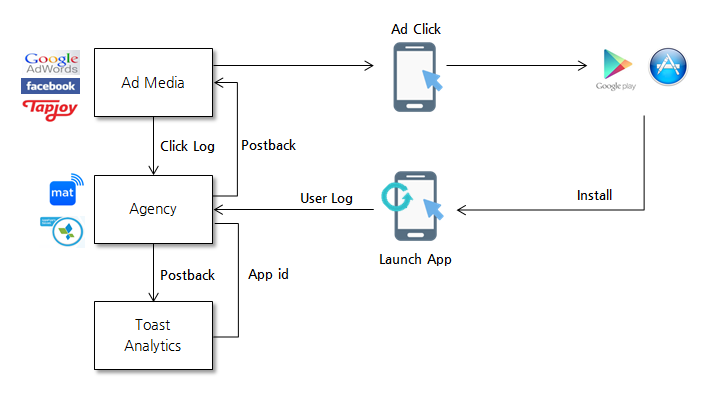 Ad Click
Google
AdWords
facebook
Tapjoy
Ad Media
Google play
Click Log
Postback
mat
Agency
User Log
Install
Launch App
Postback
App id
Toast
Analytics